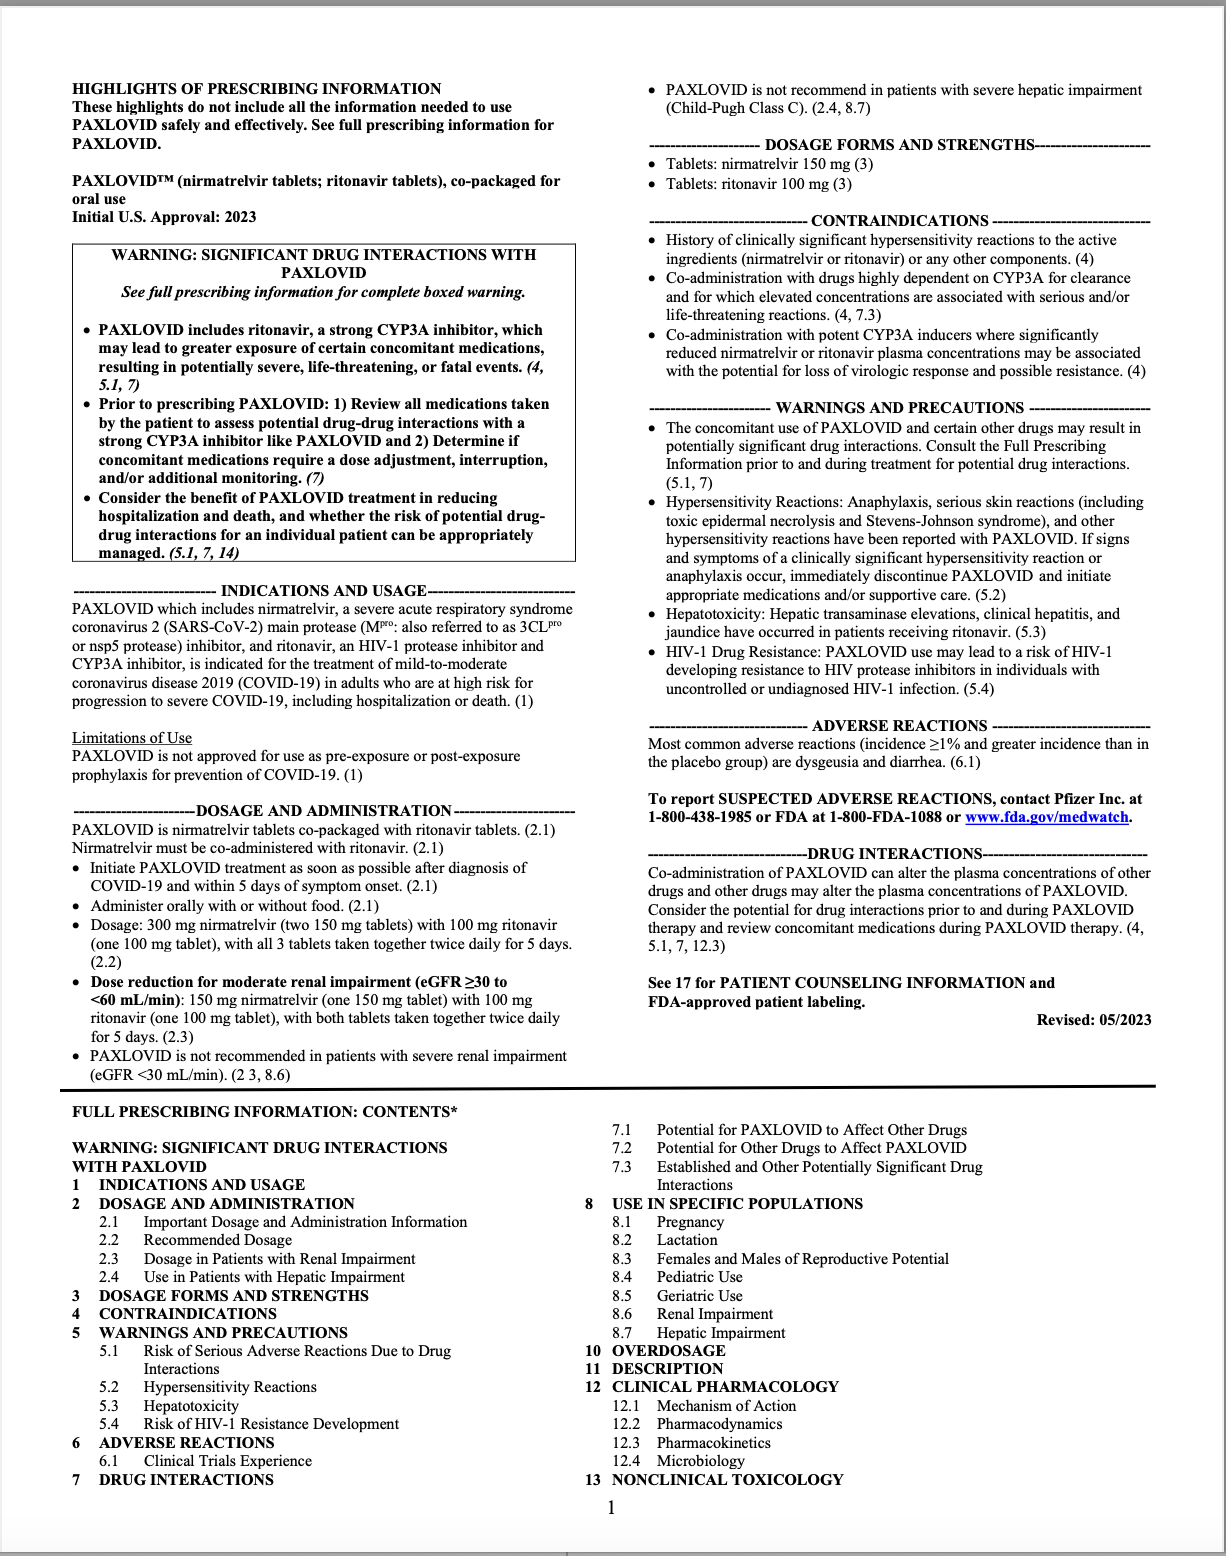 HIGHLIGHTS OF PRESCRIBING INFORMATION
These highlights do not include all the information needed to use
PAXLOVID safely and effectively. See full prescribing information for
PAXLOVID.
PAXLOVID™ (nirmatrelvir tablets; ritonavir tablets), co-packaged for
oral use
Initial U.S. Approval: 2023
WARNING: SIGNIFICANT DRUG INTERACTIONS WITH
PAXLOVID
See full prescribing information for complete boxed warning.
• PAXLOVID includes ritonavir, a strong CYP3A inhibitor, which
may lead to greater exposure of certain concomitant medications,
resulting in potentially severe, life-threatening, or fatal events. (4,
5.1, 7)
• Prior to prescribing PAXLOVID: 1) Review all medications taken
by the patient to assess potential drug-drug interactions with a
strong CYP3A inhibitor like PAXLOVID and 2) Determine if
concomitant medications require a dose adjustment, interruption,
and/or additional monitoring. (7)
• Consider the benefit of PAXLOVID treatment in reducing
hospitalization and death, and whether the risk of potential drug-
drug interactions for an individual patient can be appropriately
managed. (5.1, 7, 14)
--------------------------- INDICATIONS AND USAGE----------------------------
PAXLOVID which includes nirmatrelvir, a severe acute respiratory syndrome
coronavirus 2 (SARS-CoV-2) main protease (Mpro: also referred to as 3CLpro
or nsp5 protease) inhibitor, and ritonavir, an HIV-1 protease inhibitor and
CYP3A inhibitor, is indicated for the treatment of mild-to-moderate
coronavirus disease 2019 (COVID-19) in adults who are at high risk for
progression to severe COVID-19, including hospitalization or death. (1)
Limitations of Use
PAXLOVID is not approved for use as pre-exposure or post-exposure
prophylaxis for prevention of COVID-19. (1)
-----------------------DOSAGE AND ADMINISTRATION-----------------------
PAXLOVID is nirmatrelvir tablets co-packaged with ritonavir tablets. (2.1)
Nirmatrelvir must be co-administered with ritonavir. (2.1)
• Initiate PAXLOVID treatment as soon as possible after diagnosis of
COVID-19 and within 5 days of symptom onset. (2.1)
• Administer orally with or without food. (2.1)
• Dosage: 300 mg nirmatrelvir (two 150 mg tablets) with 100 mg ritonavir
(one 100 mg tablet), with all 3 tablets taken together twice daily for 5 days.
(2.2)
• Dose reduction for moderate renal impairment (eGFR ≥30 to
<60 mL/min): 150 mg nirmatrelvir (one 150 mg tablet) with 100 mg
ritonavir (one 100 mg tablet), with both tablets taken together twice daily
for 5 days. (2.3)
• PAXLOVID is not recommended in patients with severe renal impairment
(eGFR <30 mL/min). (2 3, 8.6)
• PAXLOVID is not recommend in patients with severe hepatic impairment
(Child-Pugh Class C). (2.4, 8.7)
--------------------- DOSAGE FORMS AND STRENGTHS----------------------
• Tablets: nirmatrelvir 150 mg (3)
• Tablets: ritonavir 100 mg (3)
------------------------------ CONTRAINDICATIONS ------------------------------
• History of clinically significant hypersensitivity reactions to the active
ingredients (nirmatrelvir or ritonavir) or any other components. (4)
• Co-administration with drugs highly dependent on CYP3A for clearance
and for which elevated concentrations are associated with serious and/or
life-threatening reactions. (4, 7.3)
• Co-administration with potent CYP3A inducers where significantly
reduced nirmatrelvir or ritonavir plasma concentrations may be associated
with the potential for loss of virologic response and possible resistance. (4)
----------------------- WARNINGS AND PRECAUTIONS -----------------------
• The concomitant use of PAXLOVID and certain other drugs may result in
potentially significant drug interactions. Consult the Full Prescribing
Information prior to and during treatment for potential drug interactions.
(5.1, 7)
• Hypersensitivity Reactions: Anaphylaxis, serious skin reactions (including
toxic epidermal necrolysis and Stevens-Johnson syndrome), and other
hypersensitivity reactions have been reported with PAXLOVID. If signs
and symptoms of a clinically significant hypersensitivity reaction or
anaphylaxis occur, immediately discontinue PAXLOVID and initiate
appropriate medications and/or supportive care. (5.2)
• Hepatotoxicity: Hepatic transaminase elevations, clinical hepatitis, and
jaundice have occurred in patients receiving ritonavir. (5.3)
• HIV-1 Drug Resistance: PAXLOVID use may lead to a risk of HIV-1
developing resistance to HIV protease inhibitors in individuals with
uncontrolled or undiagnosed HIV-1 infection. (5.4)
------------------------------ ADVERSE REACTIONS ------------------------------
Most common adverse reactions (incidence ≥1% and greater incidence than in
the placebo group) are dysgeusia and diarrhea. (6.1)
To report SUSPECTED ADVERSE REACTIONS, contact Pfizer Inc. at
1-800-438-1985 or FDA at 1-800-FDA-1088 or www.fda.gov/medwatch.
------------------------------DRUG INTERACTIONS-------------------------------
Co-administration of PAXLOVID can alter the plasma concentrations of other
drugs and other drugs may alter the plasma concentrations of PAXLOVID.
Consider the potential for drug interactions prior to and during PAXLOVID
therapy and review concomitant medications during PAXLOVID therapy. (4,
5.1, 7, 12.3)
See 17 for PATIENT COUNSELING INFORMATION and
FDA-approved patient labeling.
Revised: 05/2023
FULL PRESCRIBING INFORMATION: CONTENTS*
WARNING: SIGNIFICANT DRUG INTERACTIONS
WITH PAXLOVID
1 INDICATIONS AND USAGE
2 DOSAGE AND ADMINISTRATION
2.1 Important Dosage and Administration Information
2.2 Recommended Dosage
2.3 Dosage in Patients with Renal Impairment
2.4 Use in Patients with Hepatic Impairment
3 DOSAGE FORMS AND STRENGTHS
4 CONTRAINDICATIONS
5 WARNINGS AND PRECAUTIONS
5.1 Risk of Serious Adverse Reactions Due to Drug
Interactions
5.2 Hypersensitivity Reactions
5.3 Hepatotoxicity
5.4 Risk of HIV-1 Resistance Development
6 ADVERSE REACTIONS
6.1 Clinical Trials Experience
7 DRUG INTERACTIONS
7.1 Potential for PAXLOVID to Affect Other Drugs
7.2 Potential for Other Drugs to Affect PAXLOVID
7.3 Established and Other Potentially Significant Drug
Interactions
8 USE IN SPECIFIC POPULATIONS
8.1 Pregnancy
8.2 Lactation
8.3 Females and Males of Reproductive Potential
8.4 Pediatric Use
8.5 Geriatric Use
8.6 Renal Impairment
8.7 Hepatic Impairment
10 OVERDOSAGE
11 DESCRIPTION
12 CLINICAL PHARMACOLOGY
12.1 Mechanism of Action
12.2 Pharmacodynamics
12.3 Pharmacokinetics
12.4 Microbiology
13 NONCLINICAL TOXICOLOGY
1